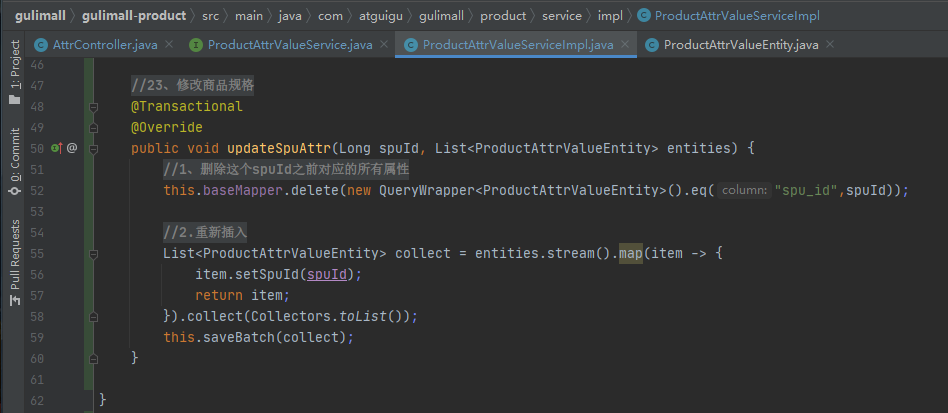 gulimall › gulimall-product › src › main › java › com › atguigu › gulimall › product › service › impl › ProductAttrValueServiceImpl
AttrController.java × ProductAttrValueService.java × ProductAttrValueServiceImpl.java × ProductAttrValueEntity.java ×
1: Project
0: Commit
Pull Requests
46
47 //23、修改商品规格
48 @Transactional
49 @Override
50 @ public void updateSpuAttr(Long spuId, List<ProductAttrValueEntity> entities) {
51 //1、删除这个spuId之前对应的所有属性
52 this.baseMapper.delete(new QueryWrapper<ProductAttrValueEntity>().eq( column: "spu_id",spuId));
53
54 //2.重新插入
55 List<ProductAttrValueEntity> collect = entities.stream().map(item -> {
56 item.setSpuId(spuId);
57 return item;
58 }).collect(Collectors.toList());
59 this.saveBatch(collect);
60 }
61
62 }